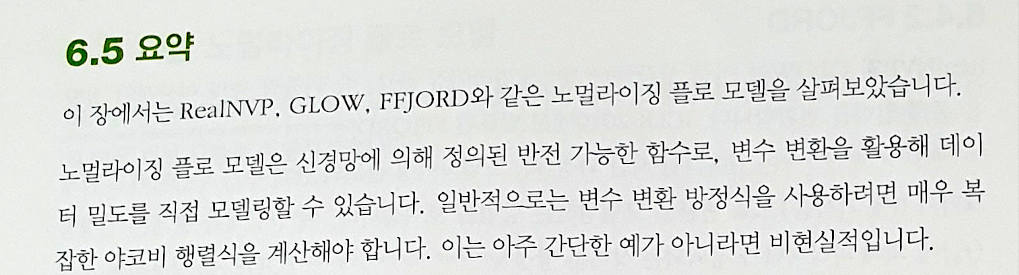 6.5 요약
이 장에서는 RealNVP, GLOW, FFJORD와 같은 노멀라이징 플로 모델을 살펴보았습니다.
노멀라이징 플로 모델은 신경망에 의해 정의된 반전 가능한 함수로, 변수 변환을 활용해 데이
터 밀도를 직접 모델링할 수 있습니다. 일반적으로는 변수 변환 방정식을 사용하려면 매우 복
잡한 야코비 행렬식을 계산해야 합니다. 이는 아주 간단한 예가 아니라면 비현실적입니다.